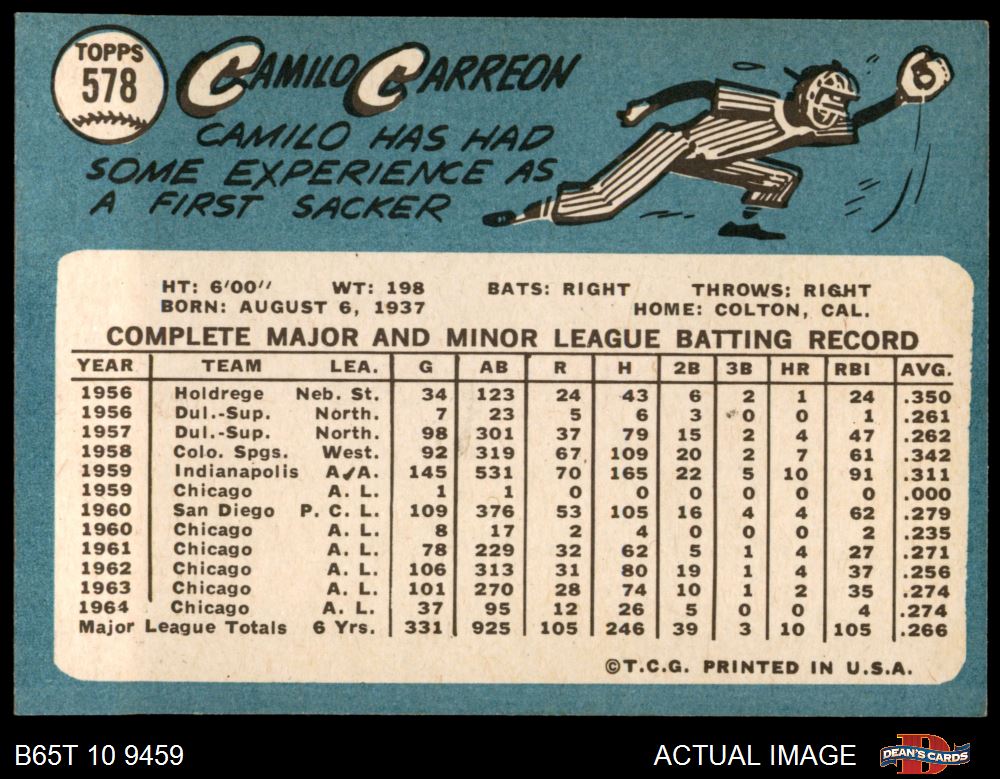 TOPPS
578
CAMILO CARREON
CAMILO HAS HAD
SOME EXPERIENCE AS
A FIRST SACKER
HT: 6'00" WT: 198 BATS: RIGHT THROWS: RIGHT
BORN: AUGUST 6, 1937 HOME: COLTON, CAL.
COMPLETE MAJOR AND MINOR LEAGUE BATTING RECORD
YEAR TEAM LEA. G AB R H 2B 3B HR RBI AVG.
1956 Holdrege Neb. St. 34 123 24 43 6 2 1 24 .350
1956 Dul.-Sup. North. 7 23 5 6 3 0 0 1 .261
1957 Dul.-Sup. North. 98 301 37 79 15 2 4 47 .262
1958 Colo. Spgs. West. 92 319 67 109 20 2 7 61 .342
1959 Indianapolis A.A. 145 531 70 165 22 5 10 91 .311
1959 Chicago A. L. 1 1 0 0 0 0 0 0 .000
1960 San Diego P. C. L. 109 376 53 105 16 4 4 62 .279
1960 Chicago A. L. 8 17 2 4 0 0 0 2 .235
1961 Chicago A. L. 78 229 32 62 5 1 4 27 .271
1962 Chicago A. L. 106 313 31 80 19 1 4 37 .256
1963 Chicago A. L. 101 270 28 74 10 1 2 35 .274
1964 Chicago A. L. 37 95 12 26 5 0 0 4 .274
Major League Totals 6 Yrs. 331 925 105 246 39 3 10 105 .266
©T.C.G. PRINTED IN U.S.A.
B65T 10 9459 ACTUAL IMAGE DEAN'S CARDS